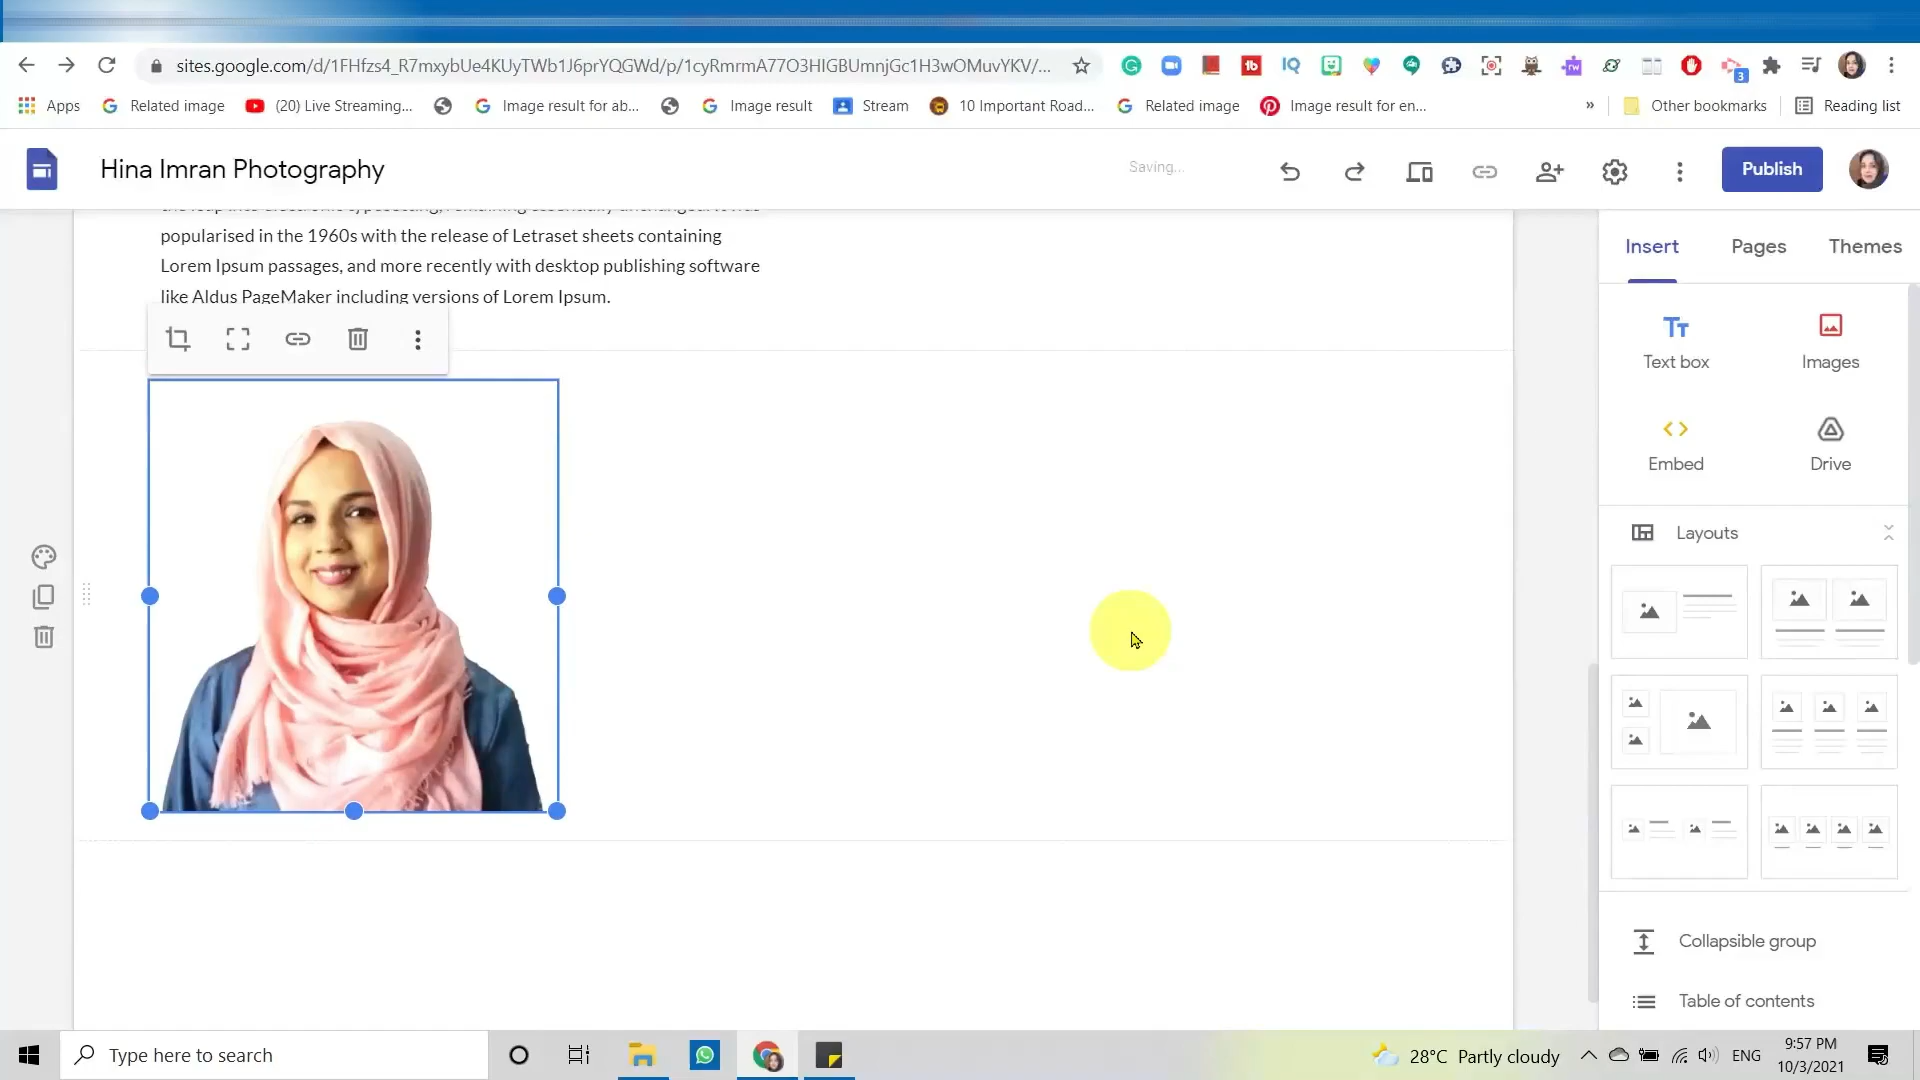 sites.google.com/d/1FHfzs4_R7mxybUe4KUyTWb1J6prYQGWd/p/1cyRmrmA77O3HIGBUmnjGc1H3wOMuvYKV/...
3
Apps
Related image
(20) Live Streaming...
Image result for ab...
Image result
Stream
10 Important Road...
Related image
Image result for en...
»
Other bookmarks
Reading list
Hina Imran Photography
Saving...
Publish
popularised in the 1960s with the release of Letraset sheets containing
Lorem Ipsum passages, and more recently with desktop publishing software
like Aldus PageMaker including versions of Lorem Ipsum.
Insert
Pages
Themes
Text box
Images
Embed
Drive
Layouts
Collapsible group
Table of contents
Type here to search
28°C Partly cloudy
ENG
9:57 PM
10/3/2021